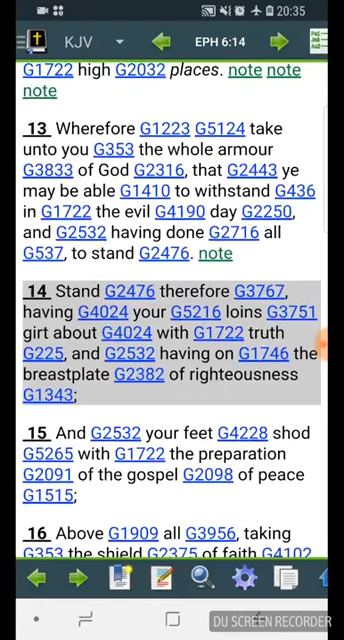 20:35
KJV EPH 6:14
G1722 high G2032 places. note note
note
13 Wherefore G1223 G5124 take
unto you G353 the whole armour
G3833 of God G2316, that G2443 ye
may be able G1410 to withstand G436
in G1722 the evil G4190 day G2250,
and G2532 having done G2716 all
G537, to stand G2476. note
14 Stand G2476 therefore G3767,
having G4024 your G5216 loins G3751
girt about G4024 with G1722 truth
G225, and G2532 having on G1746 the
breastplate G2382 of righteousness
G1343;
15 And G2532 your feet G4228 shod
G5265 with G1722 the preparation
G2091 of the gospel G2098 of peace
G1515;
16 Above G1909 all G3956, taking
G353 the shield G2375 of faith G4102
DU SCREEN RECORDER